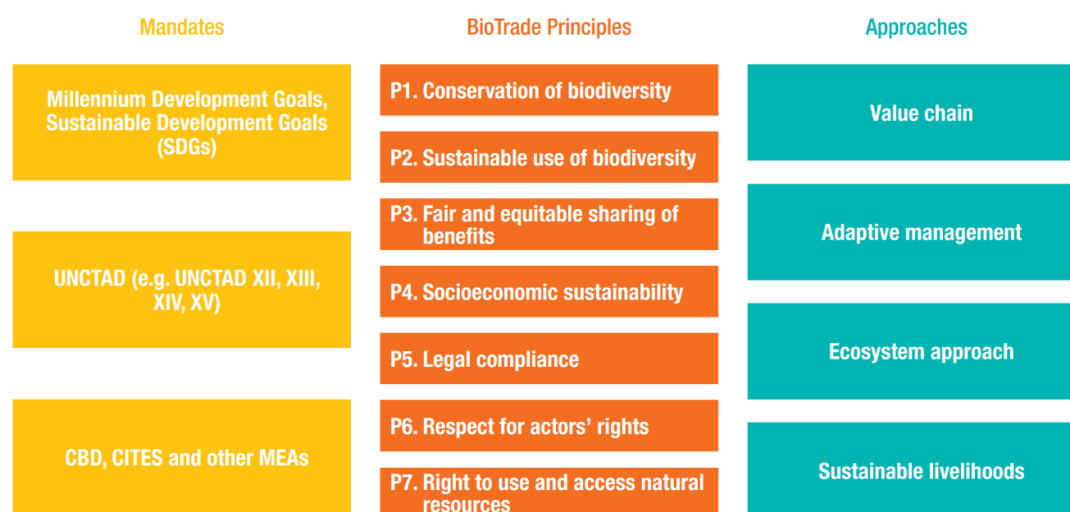 Mandates
Millennium Development Goals,
Sustainable Development Goals
(SDGs)
UNCTAD (e.g. UNCTAD XII, XIII,
XIV, XV)
CBD, CITES and other MEAs
BioTrade Principles
P1. Conservation of biodiversity
P2. Sustainable use of biodiversity
P3. Fair and equitable sharing of
benefits
P4. Socioeconomic sustainability
P5. Legal compliance
P6. Respect for actors’ rights
P7. Right to use and access natural
resources
Approaches
Value chain
Adaptive management
Ecosystem approach
Sustainable livelihoods